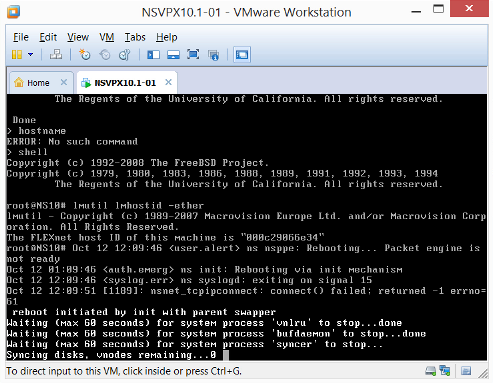 NSVPX10.1-01 - VMware Workstation
File Edit View VM Tabs Help
Home
NSVPX10.1-01
The Regents of the University of California. All rights reserved.
Done
> hostname
ERROR: No such command
> shell
Copyright (c) 1992-2008 The FreeBSD Project.
Copyright (c) 1979, 1980, 1983, 1986, 1988, 1989, 1991, 1992, 1993, 1994
The Regents of the University of California. All rights reserved.
root@NS10# lmutil lmhostid -ether
lmutil - Copyright (c) 1989-2007 Macrovision Europe Ltd. and/or Macrovision Corp
oration. All Rights Reserved.
The FLEXnet host ID of this machine is "000c29066e34"
root@NS10# Oct 12 12:09:46 <user.alert> ns nsppe: Rebooting... Packet engine is
not ready
Oct 12 01:09:46 <auth.emerg> ns init: Rebooting via init mechanism
Oct 12 12:09:46 <syslog.err> ns syslogd: exiting on signal 15
Oct 12 12:09:51 [1189]: nsnet_tcpipconnect: connect() failed; returned -1 errno=
61
reboot initiated by init with parent swapper
Waiting (max 60 seconds) for system process 'vnlru' to stop...done
Waiting (max 60 seconds) for system process 'bufdaemon' to stop...done
Waiting (max 60 seconds) for system process 'syncer' to stop...
Syncing disks, vnodes remaining...0
To direct input to this VM, click inside or press Ctrl+G.